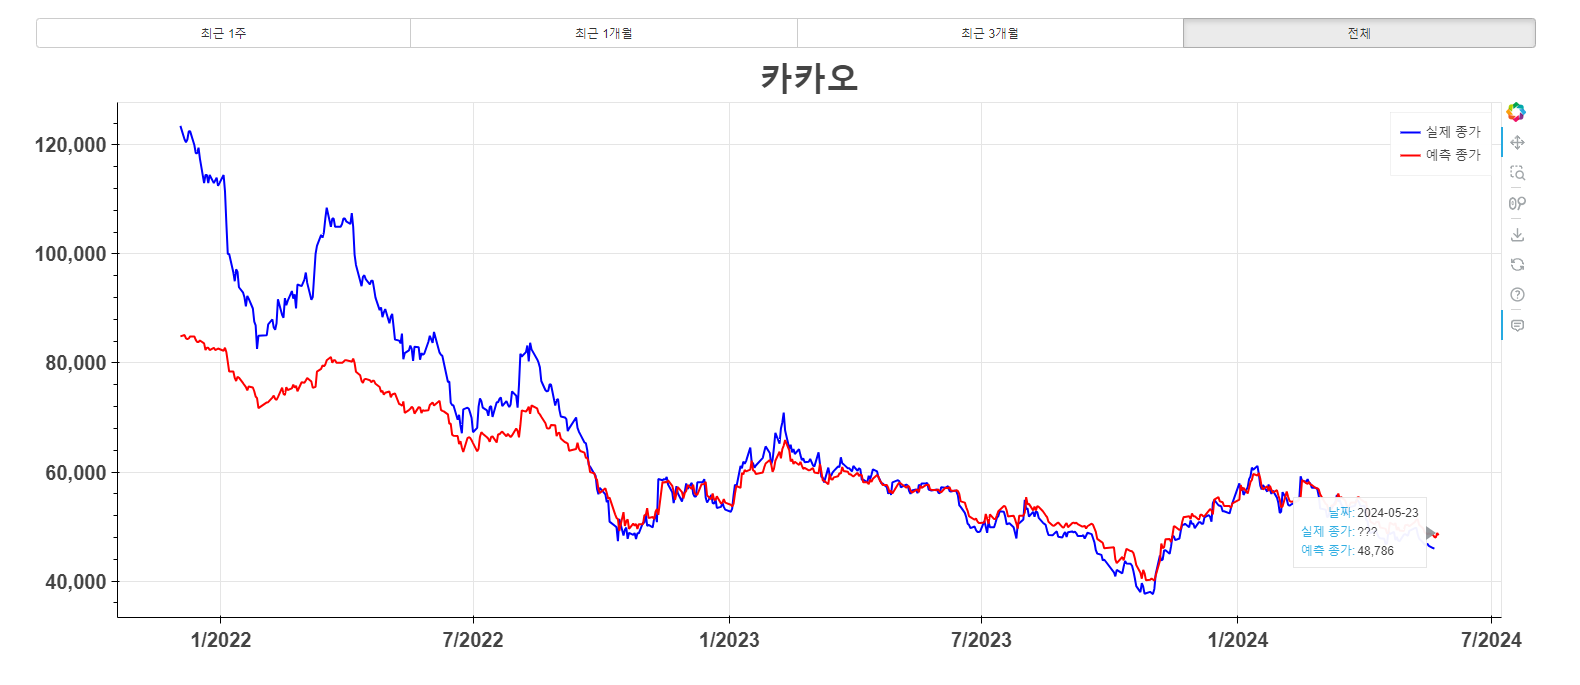 최근 1주 최근 1개월 최근 3개월 전체
카카오
실제 종가
예측 종가
120,000
100,000
80,000
60,000
40,000
날짜: 2024-05-23
실제 종가: ???
예측 종가: 48,786
1/2022 7/2022 1/2023 7/2023 1/2024 7/2024